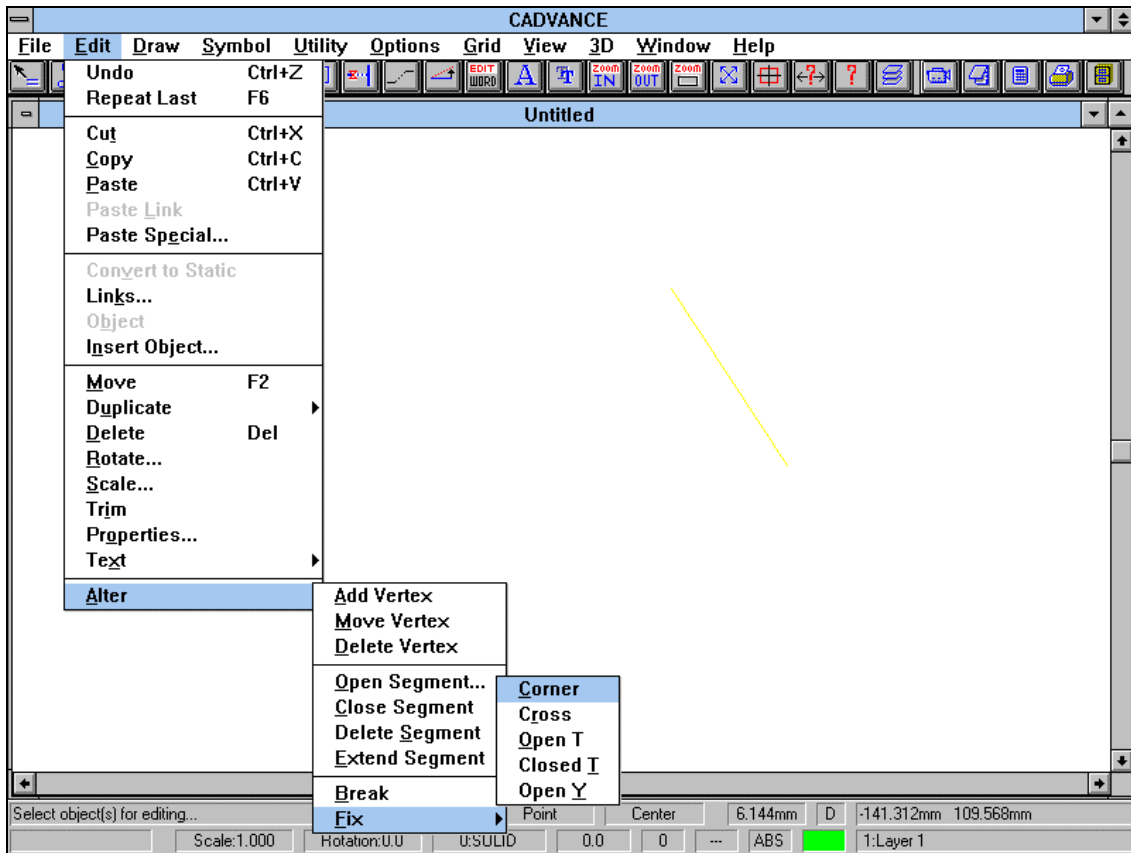 CADVANCE
File Edit Draw Symbol Utility Options Grid View 3D Window Help
EDIT WORD A ZOOM IN ZOOM OUT ZOOM ? ?
Untitled
Undo Ctrl+Z
Repeat Last F6
Cut Ctrl+X
Copy Ctrl+C
Paste Ctrl+V
Paste Link
Paste Special...
Convert to Static
Links...
Object
Insert Object...
Move F2
Duplicate
Delete Del
Rotate...
Scale...
Trim
Properties...
Text
Alter
Add Vertex
Move Vertex
Delete Vertex
Open Segment...
Close Segment
Delete Segment
Extend Segment
Break
Fix
Corner
Cross
Open T
Closed T
Open Y
Select object(s) for editing... Point Center 6.144mm D -141.312mm 109.568mm
Scale:1.000 Rotation:0.0 0:SOLID 0.0 0 --- ABS 1:Layer 1